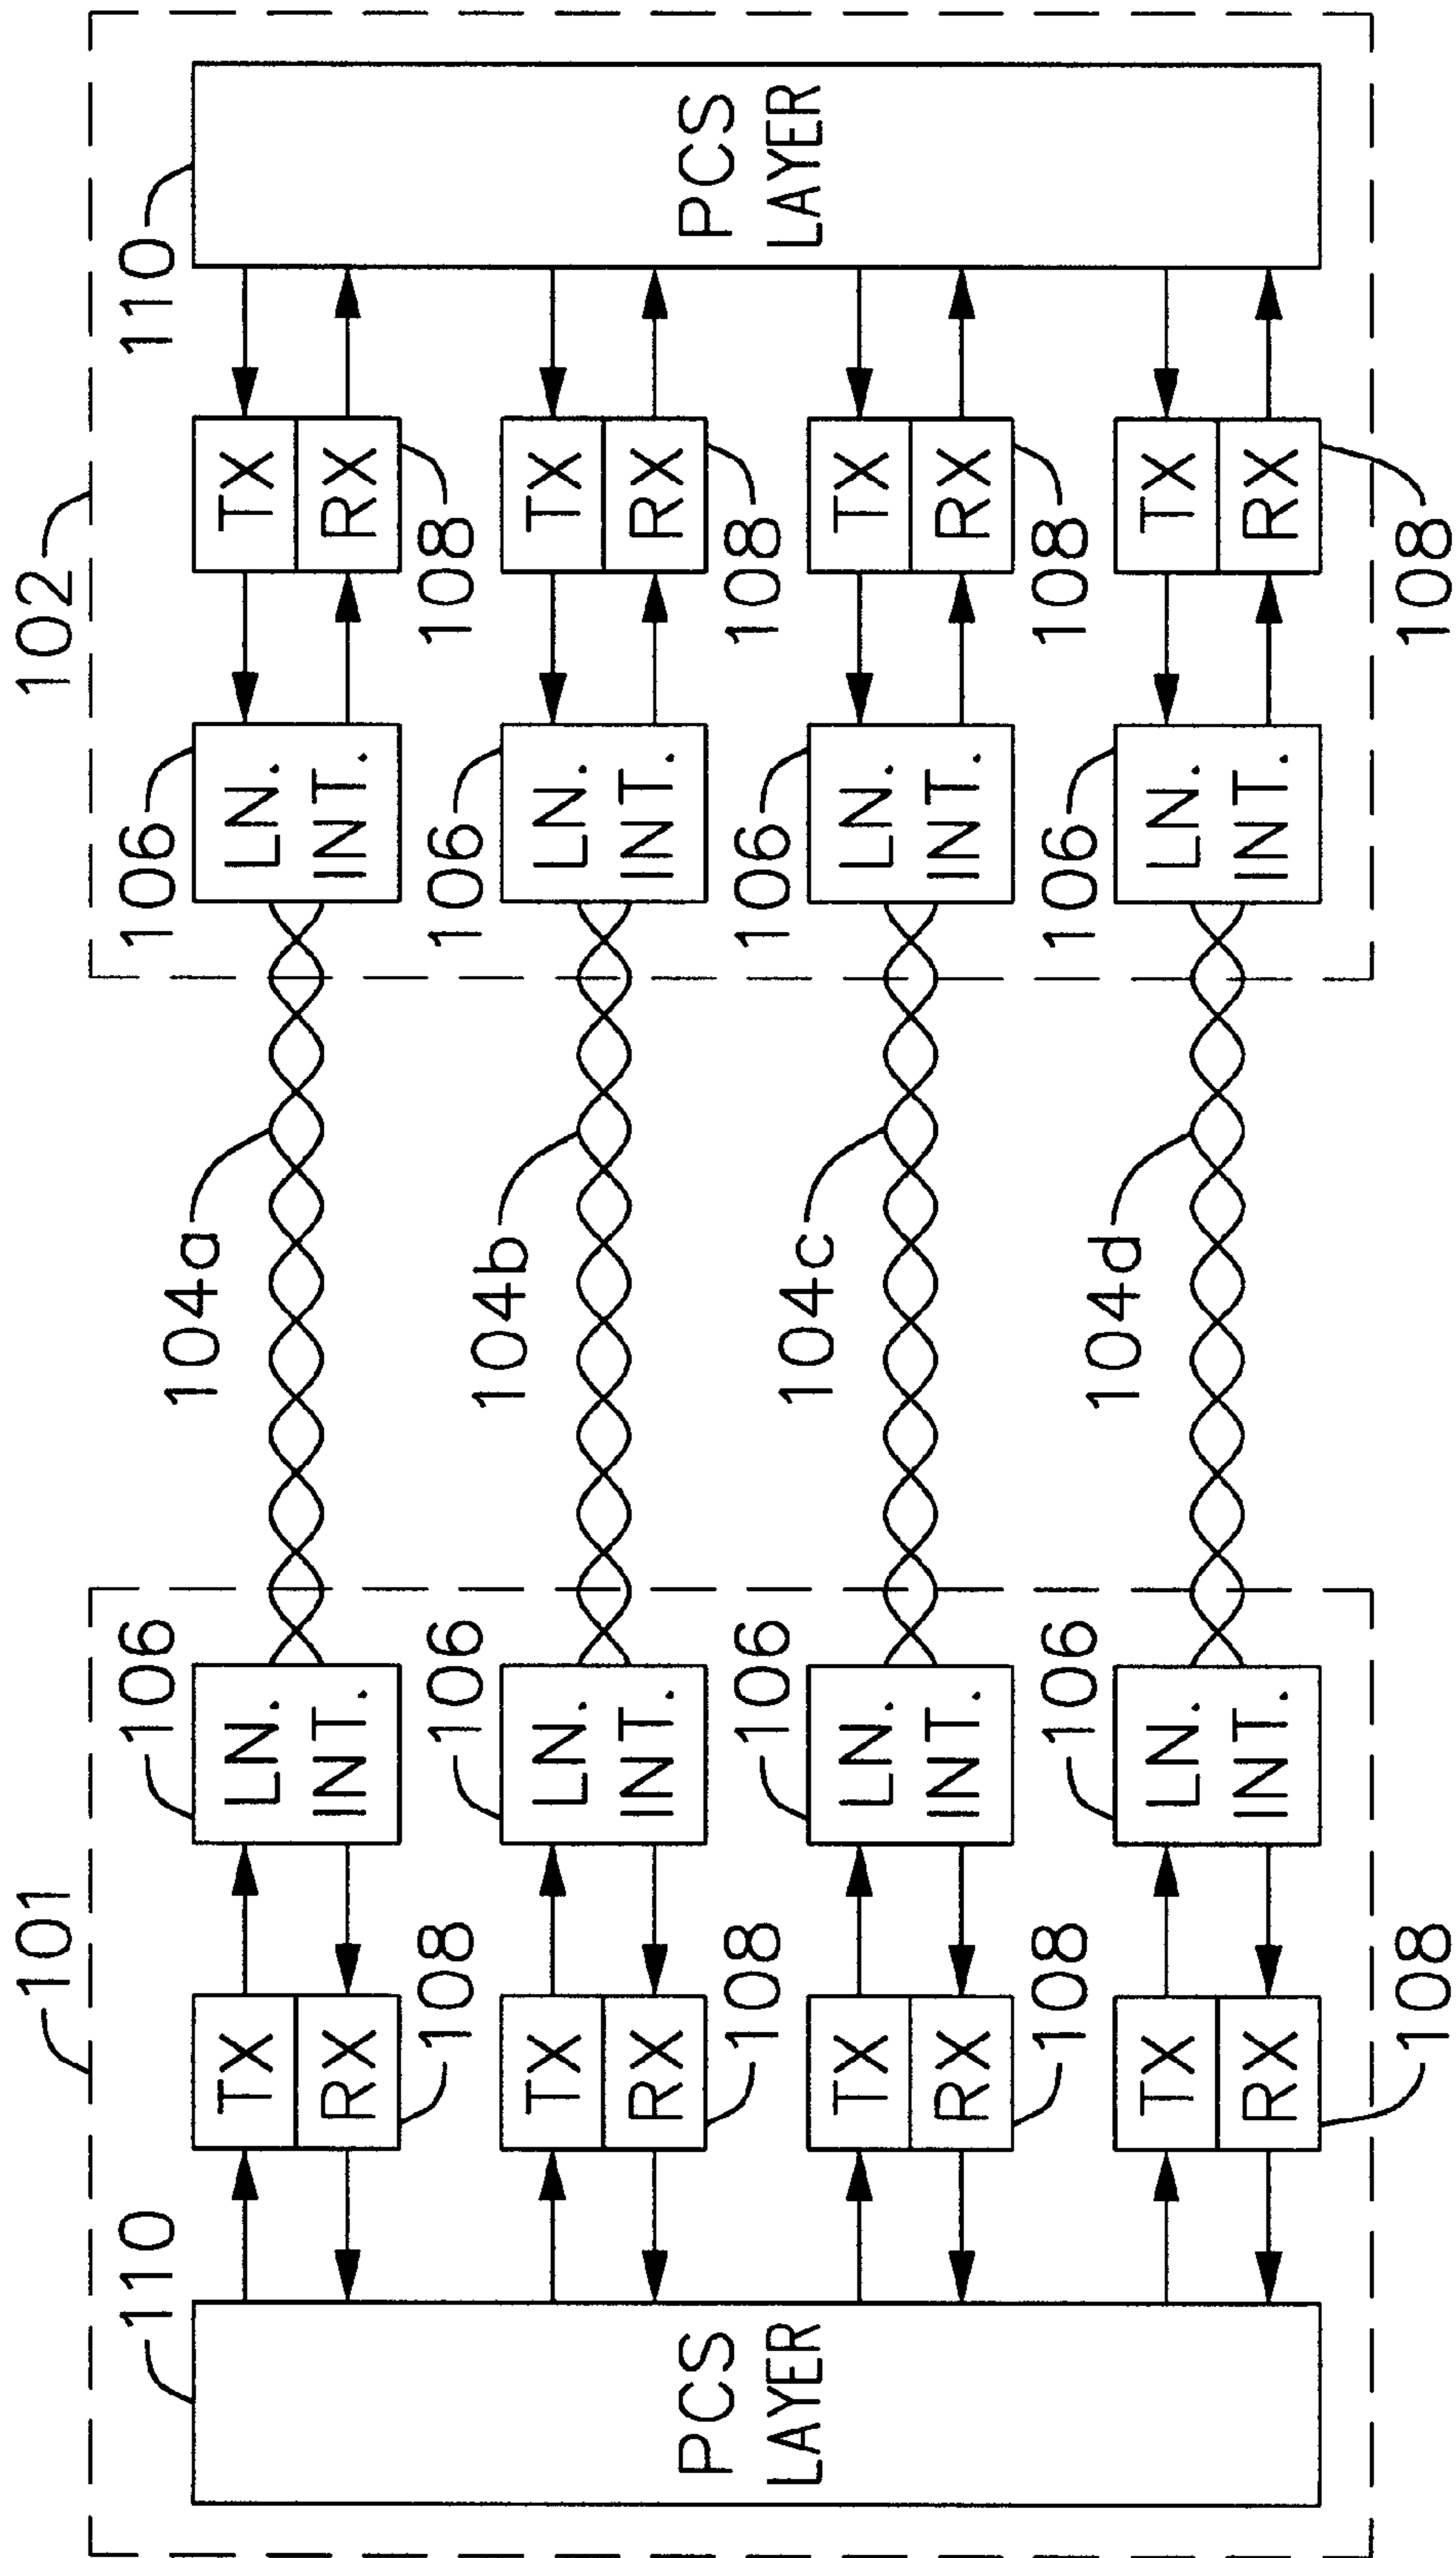 101
102
110
106
104a
106
110
PCS
LAYER
TX
RX
108
LN.
INT.
LN.
INT.
TX
RX
108
PCS
LAYER
106
104b
106
TX
RX
108
LN.
INT.
LN.
INT.
TX
RX
108
106
104c
106
TX
RX
108
LN.
INT.
LN.
INT.
TX
RX
108
106
104d
106
TX
RX
108
LN.
INT.
LN.
INT.
TX
RX
108